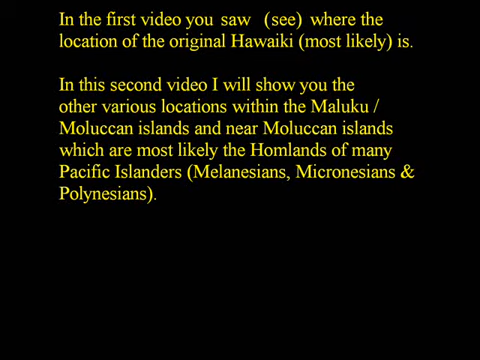 In the first video you saw (see) where the
location of the original Hawaiki (most likely) is.
In this second video I will show you the
other various locations within the Maluku /
Moluccan islands and near Moluccan islands
which are most likely the Homlands of many
Pacific Islanders (Melanesians, Micronesians &
Polynesians).